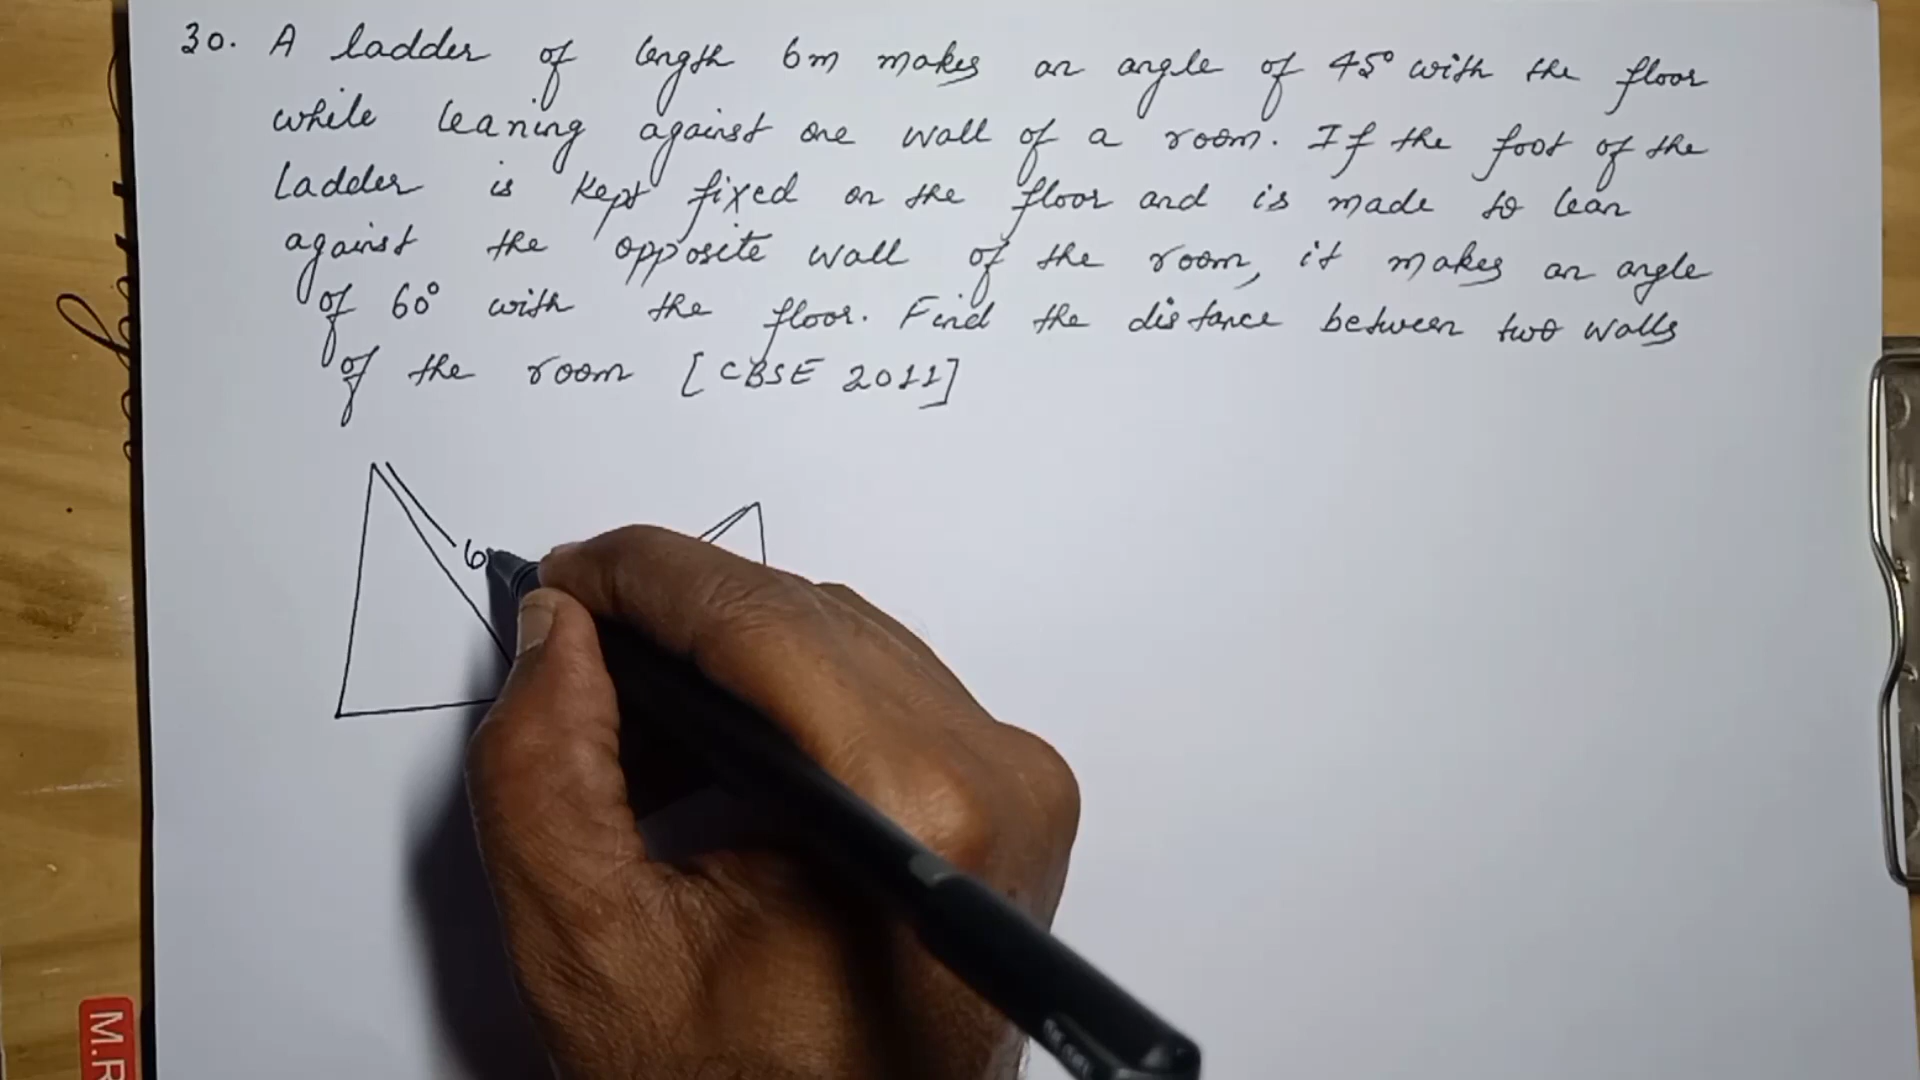 30. A ladder of length 6m makes an angle of 45° with the floor
while leaning against one wall of a room. If the foot of the
ladder is kept fixed on the floor and is made to lean
against the opposite wall of the room, it makes an angle
of 60° with the floor. Find the distance between two walls
of the room [CBSE 2011]
6
M.R